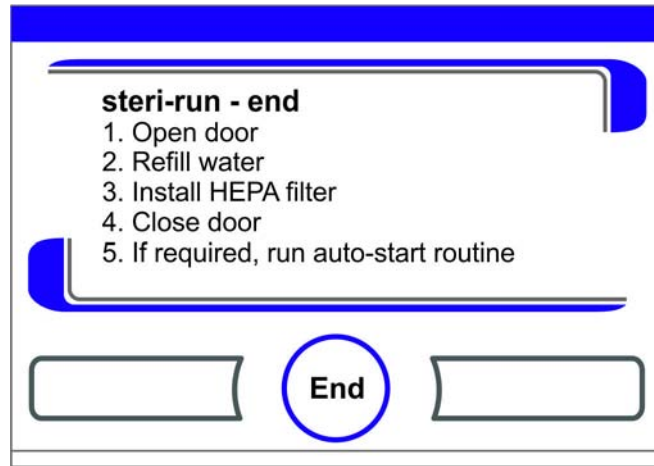 steri-run - end
1. Open door
2. Refill water
3. Install HEPA filter
4. Close door
5. If required, run auto-start routine
End